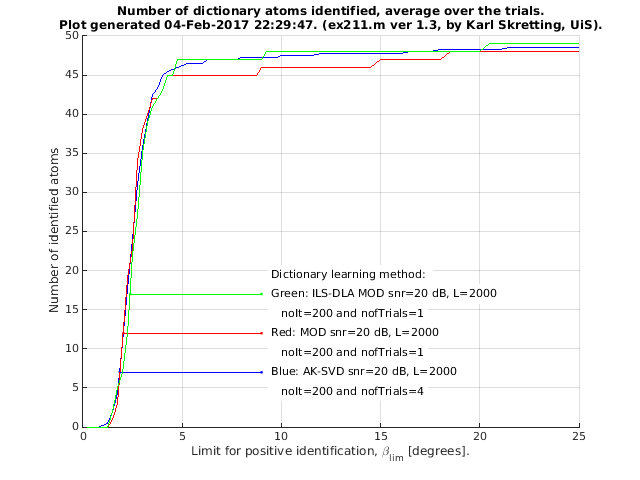 Number of dictionary atoms identified, average over the trials.
Plot generated 04-Feb-2017 22:29:47. (ex211.m ver 1.3, by Karl Skretting, UiS).
Number of identified atoms
50
45
40
35
30
25
20
15
10
5
0
Dictionary learning method:
Green: ILS-DLA MOD snr=20 dB, L=2000
noIt=200 and nofTrials=1
Red: MOD snr=20 dB, L=2000
noIt=200 and nofTrials=1
Blue: AK-SVD snr=20 dB, L=2000
noIt=200 and nofTrials=4
0 5 10 15 20 25
Limit for positive identification, β_lim [degrees].